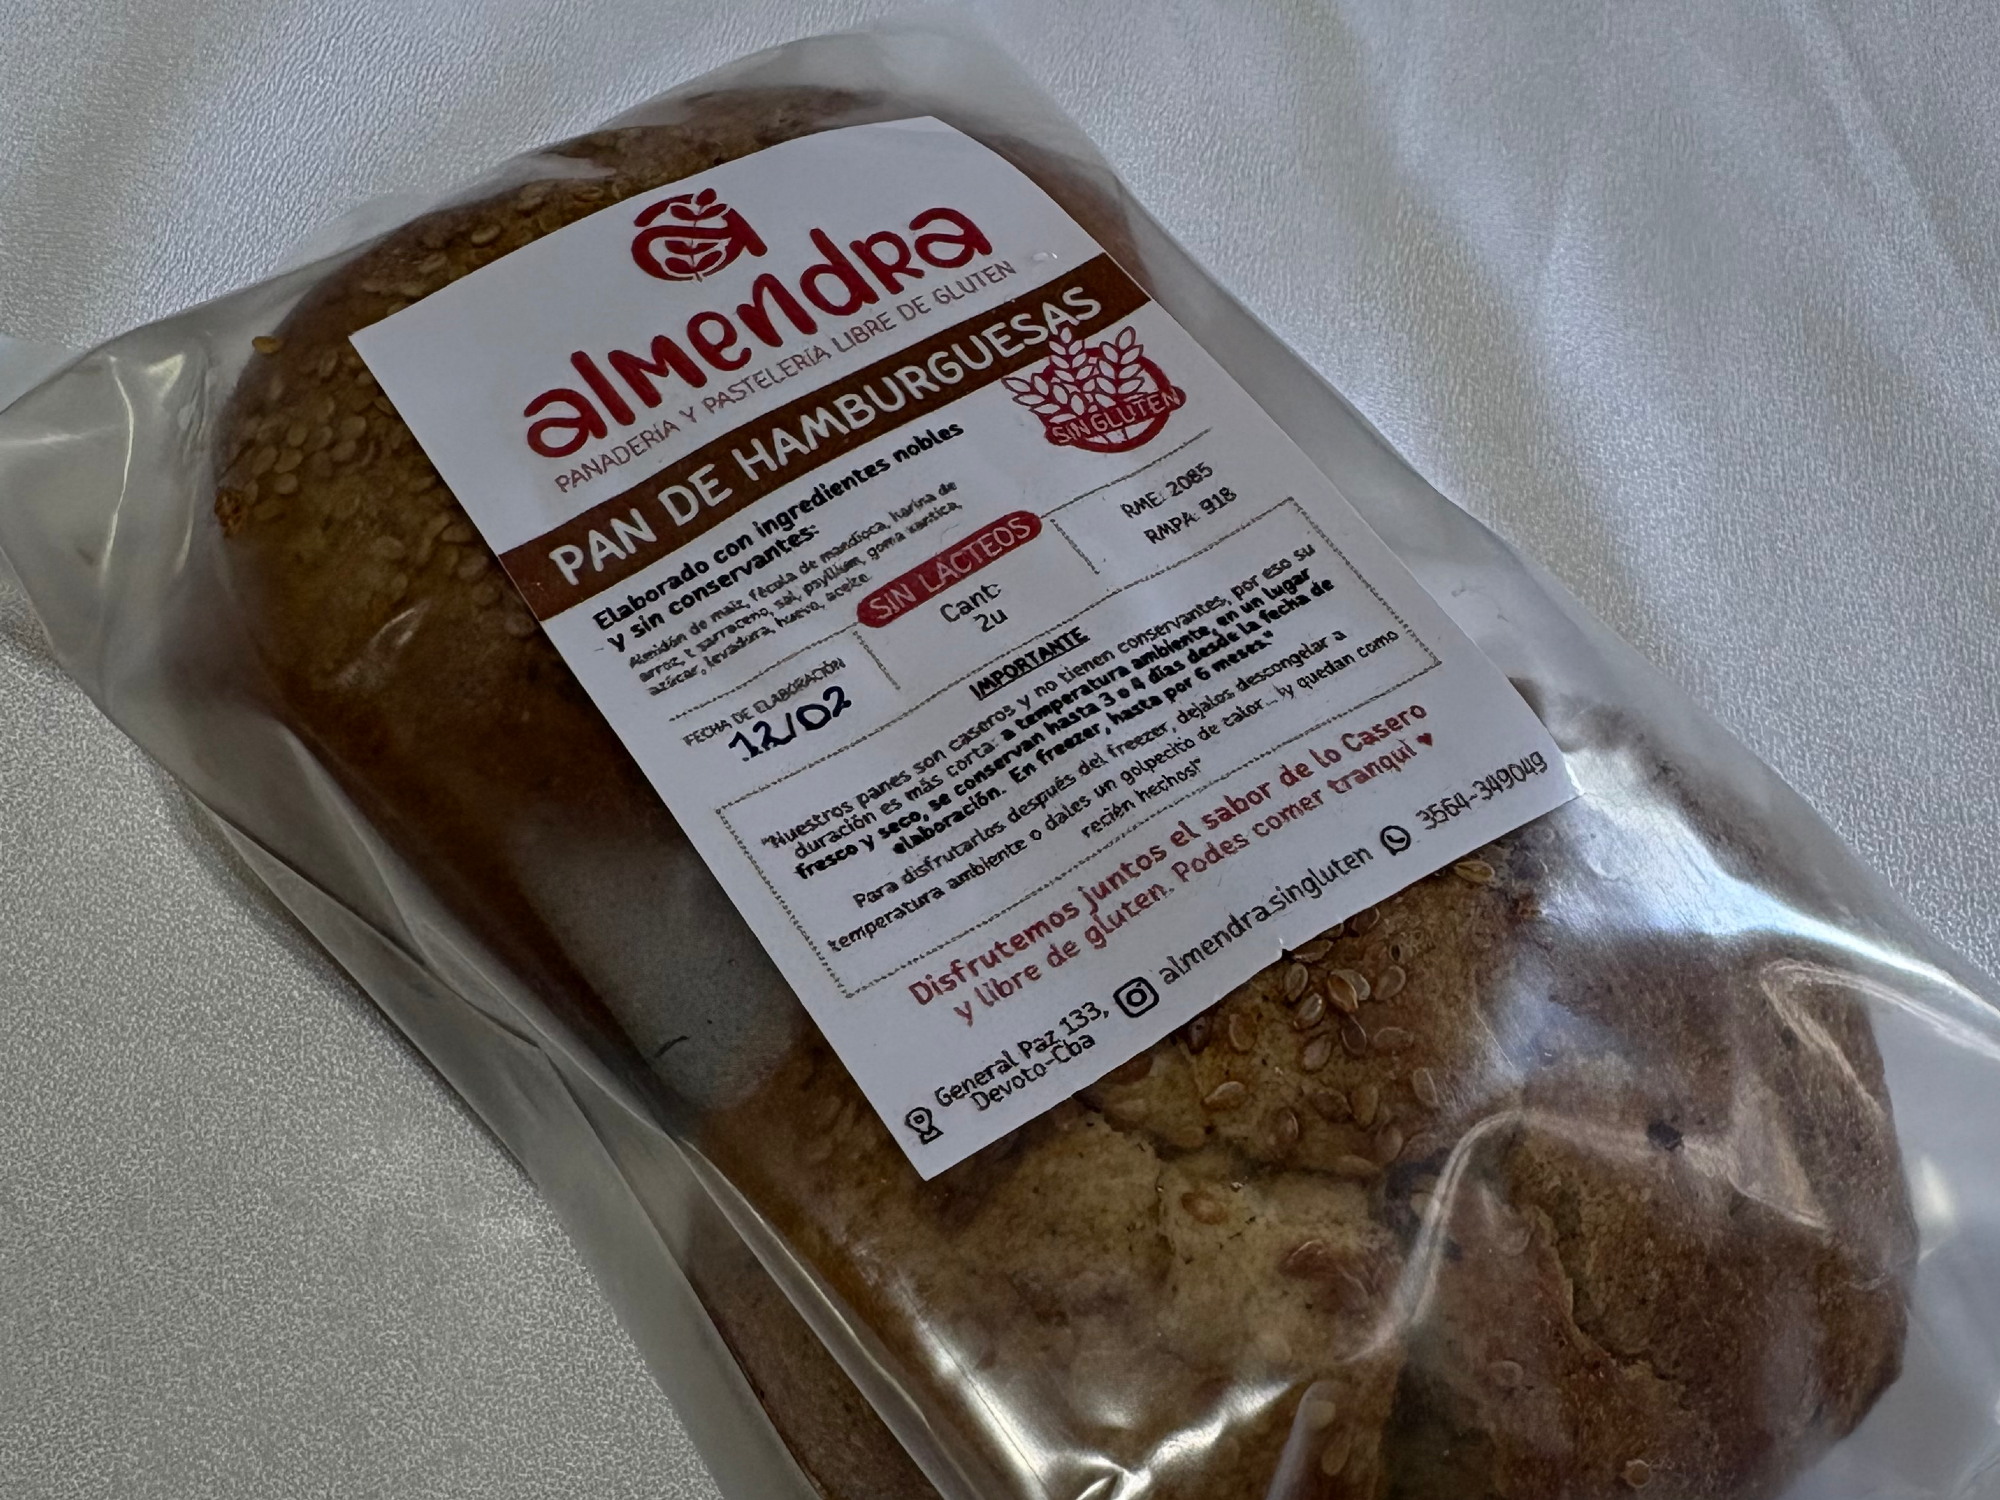 almendra
PANADERÍA Y PASTELERÍA LIBRE DE GLUTEN
PAN DE HAMBURGUESAS
SIN GLUTEN
Elaborado con ingredientes nobles
y sin conservantes:
Almidón de maíz, fécula de mandioca, harina de
arroz, t. sarraceno, sal, psyllium, goma xantica,
azúcar, levadura, huevo, aceite.
SIN LÁCTEOS
RME: 2085
RMPA: 918
FECHA DE ELABORACIÓN
12/02
Cant:
2u
IMPORTANTE
"Nuestros panes son caseros y no tienen conservantes, por eso su
duración es más corta: a temperatura ambiente, en un lugar
fresco y seco, se conservan hasta 3 o 4 días desde la fecha de
elaboración. En freezer, hasta por 6 meses."
Para disfrutarlos después del freezer, dejalos descongelar a
temperatura ambiente o dales un golpecito de calor... ¡y quedan como
recién hechos!"
Disfrutemos juntos el sabor de lo Casero
y libre de gluten. Podes comer tranqui ♥
General Paz 133,
Devoto-Cba
almendra.singluten
3564-349049